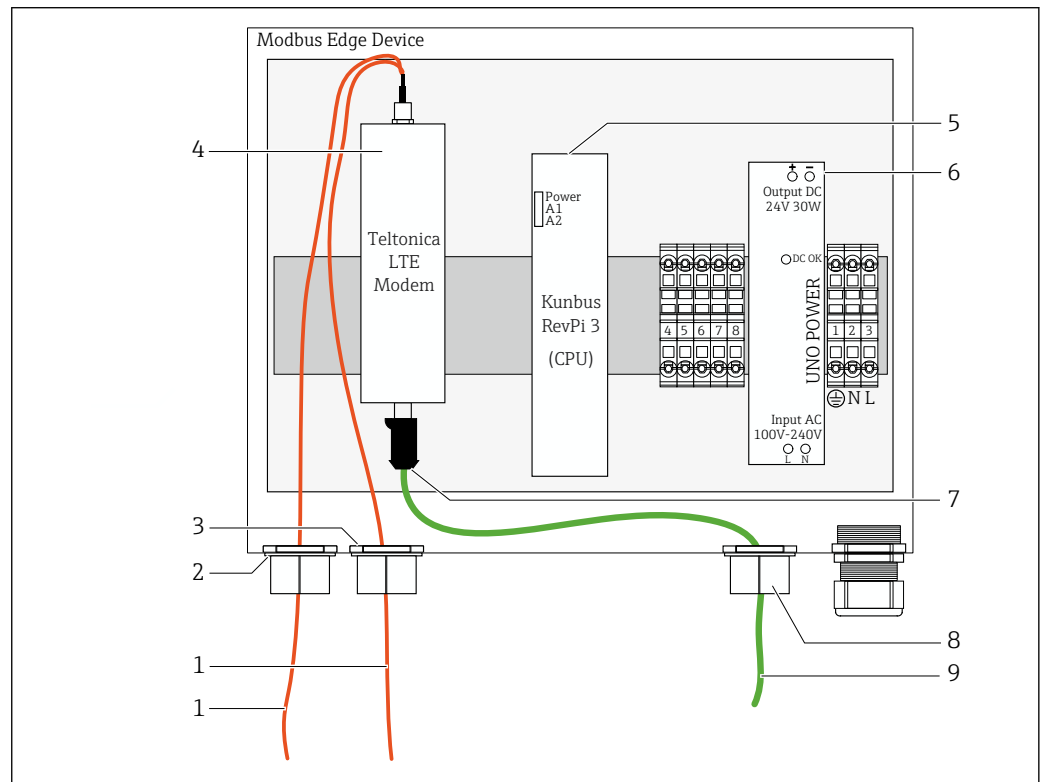 Modbus Edge Device
4
5
6
Teltonica
LTE
Modem
Power
A1
A2
Kunbus
RevPi 3
(CPU)
4 5 6 7 8
+ −
Output DC
24V 30W
DC OK
UNO POWER
Input AC
100V-240V
L N
1 2 3
N L
7
3
2
8
1
9
1